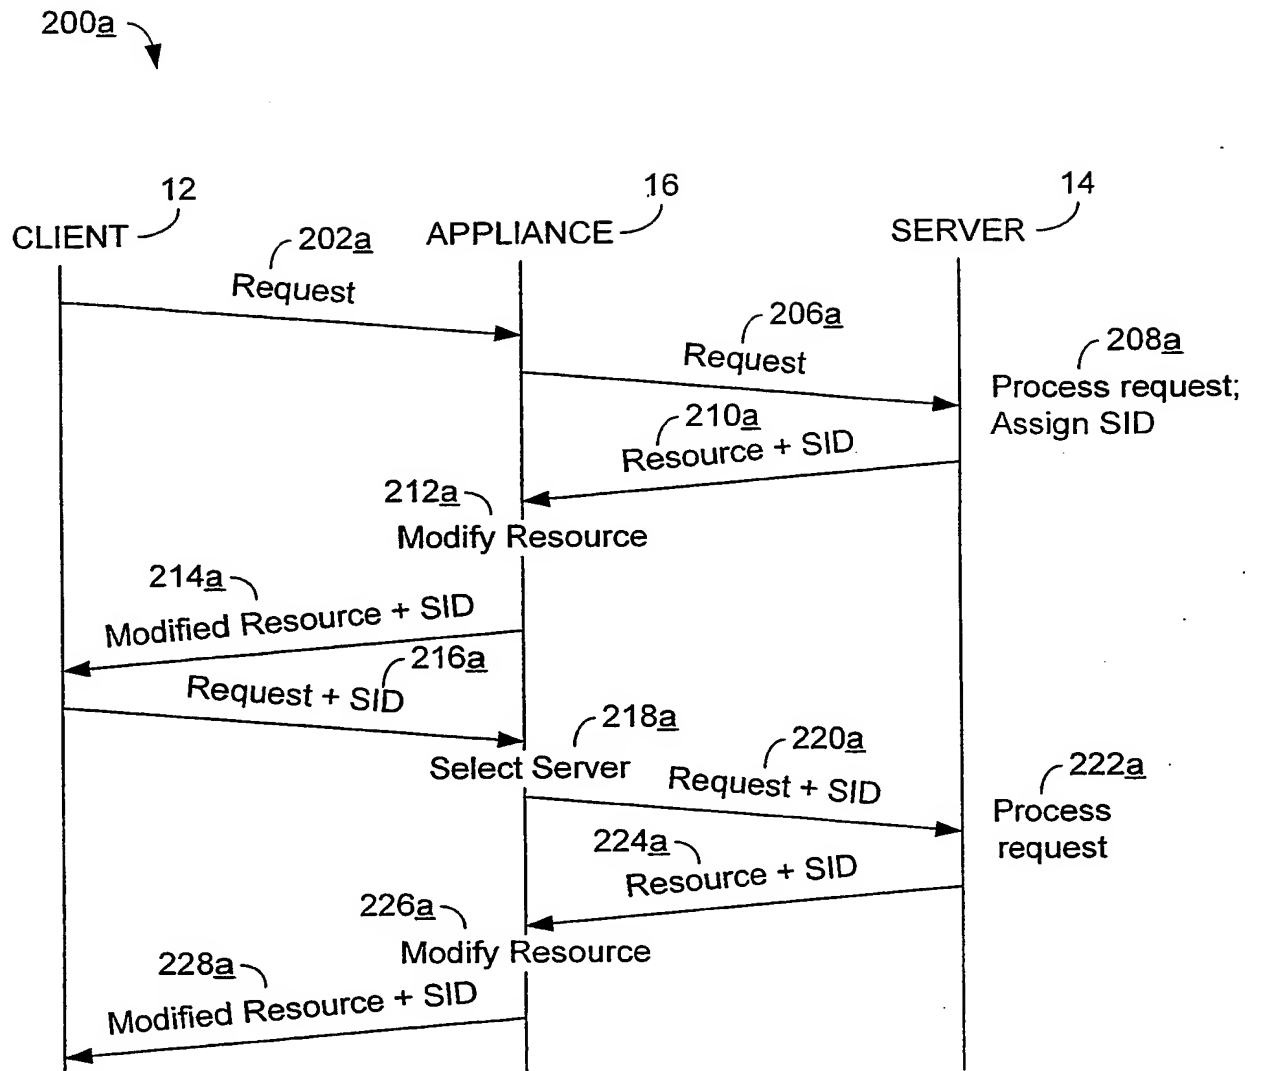 200a
12
16
14
CLIENT
APPLIANCE
SERVER
202a
Request
206a
Request
208a
Process request;
Assign SID
210a
Resource + SID
212a
Modify Resource
214a
Modified Resource + SID
216a
Request + SID
218a
Select Server
220a
Request + SID
222a
Process
request
224a
Resource + SID
226a
Modify Resource
228a
Modified Resource + SID